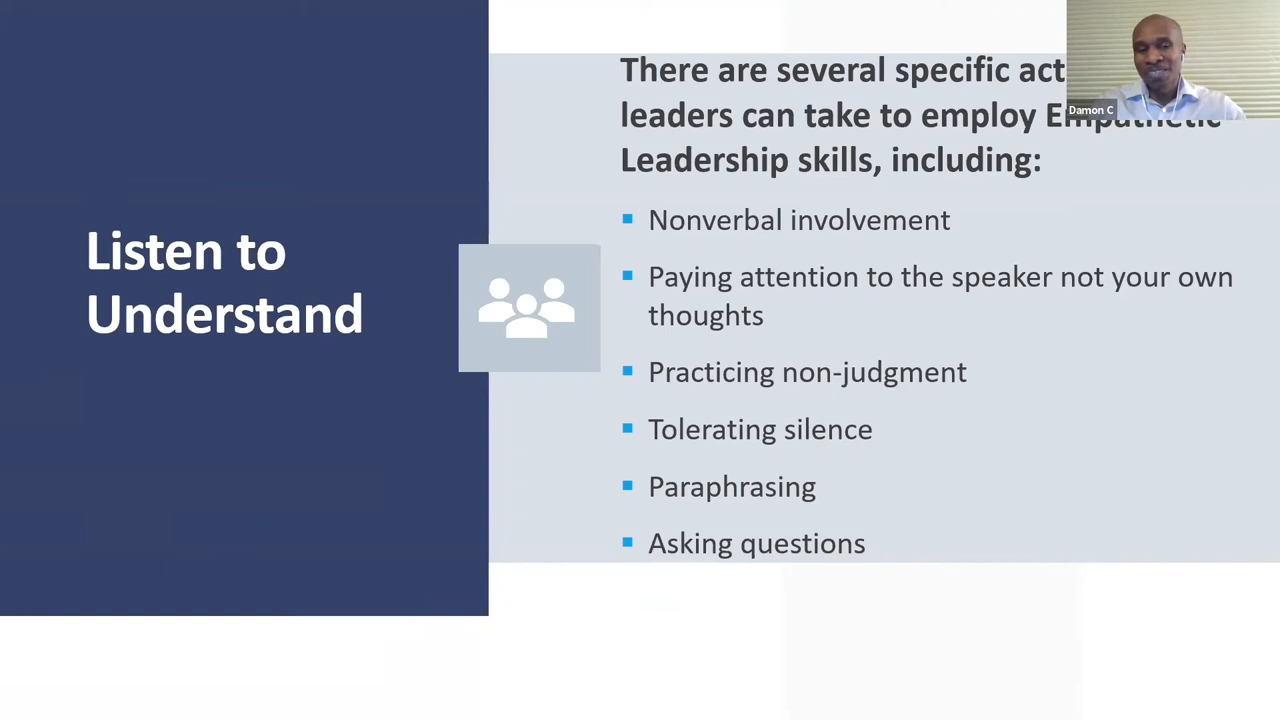 Listen to
Understand
There are several specific
leaders can take to employ Empathetic
Leadership skills, including:
▪ Nonverbal involvement
▪ Paying attention to the speaker not your own
thoughts
▪ Practicing non-judgment
▪ Tolerating silence
▪ Paraphrasing
▪ Asking questions
Damon C